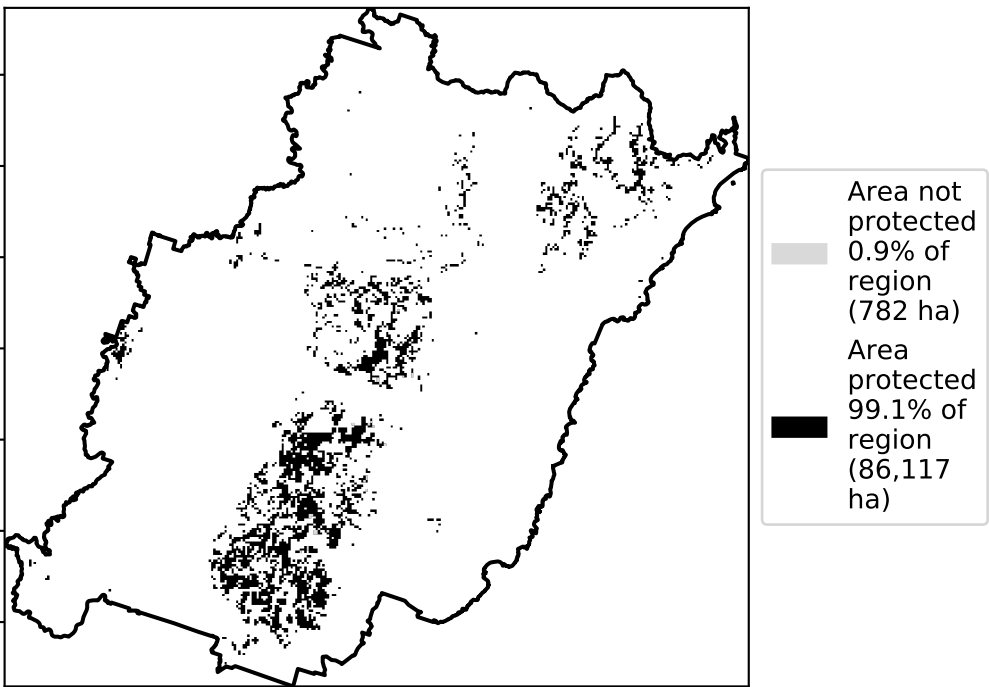 Area not
protected
0.9% of
region
(782 ha)
Area
protected
99.1% of
region
(86,117
ha)